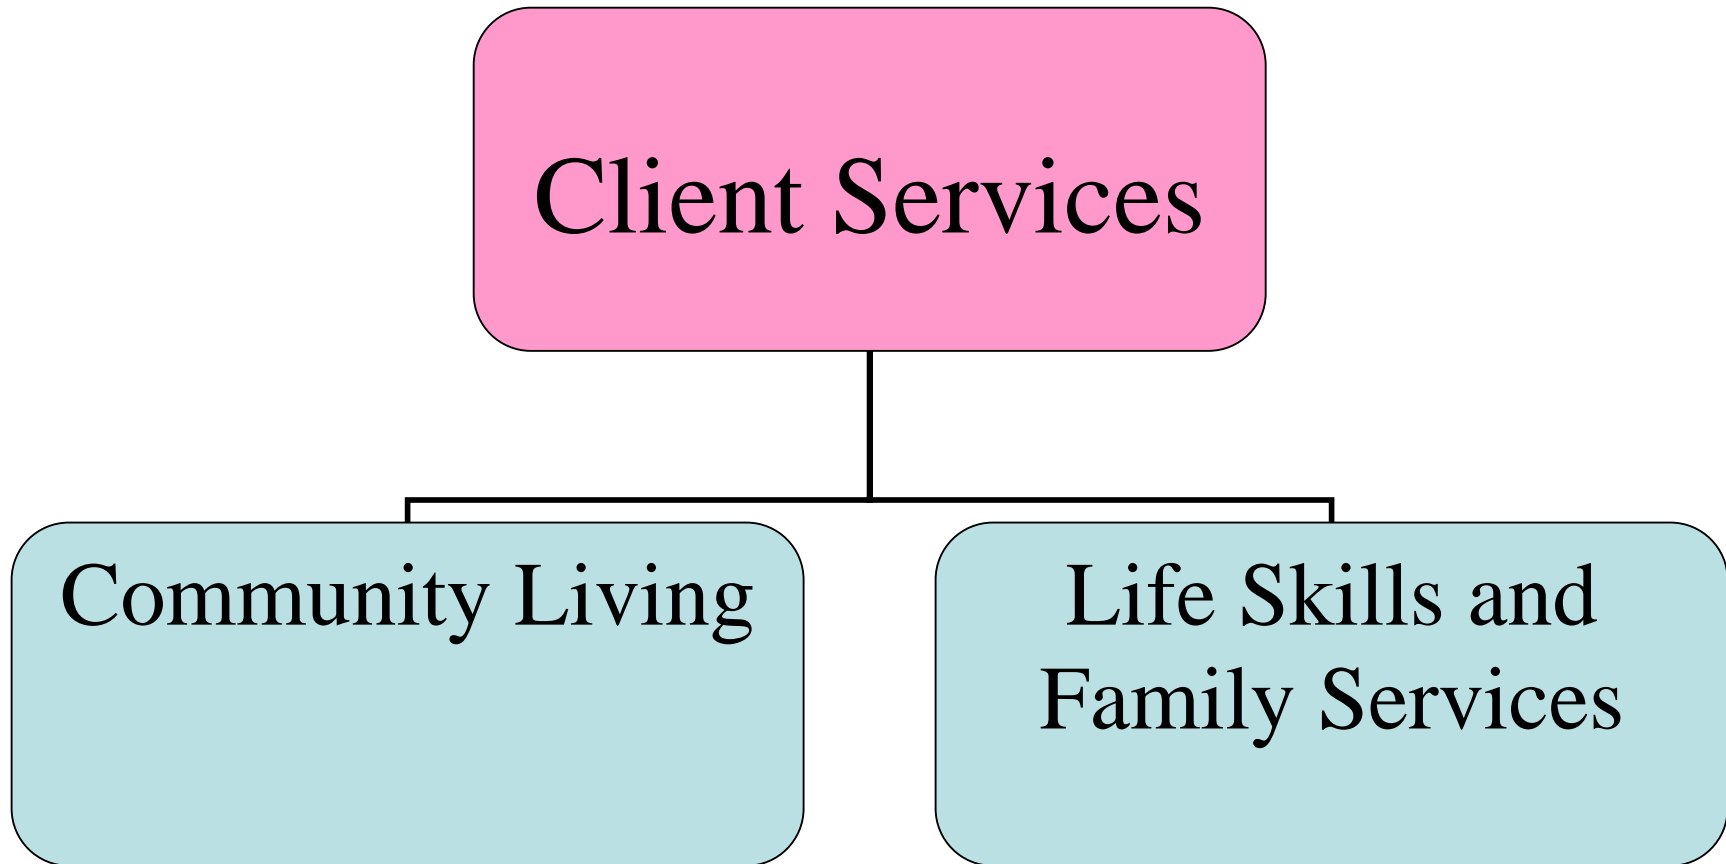 Client Services
Community Living
Life Skills and
Family Services